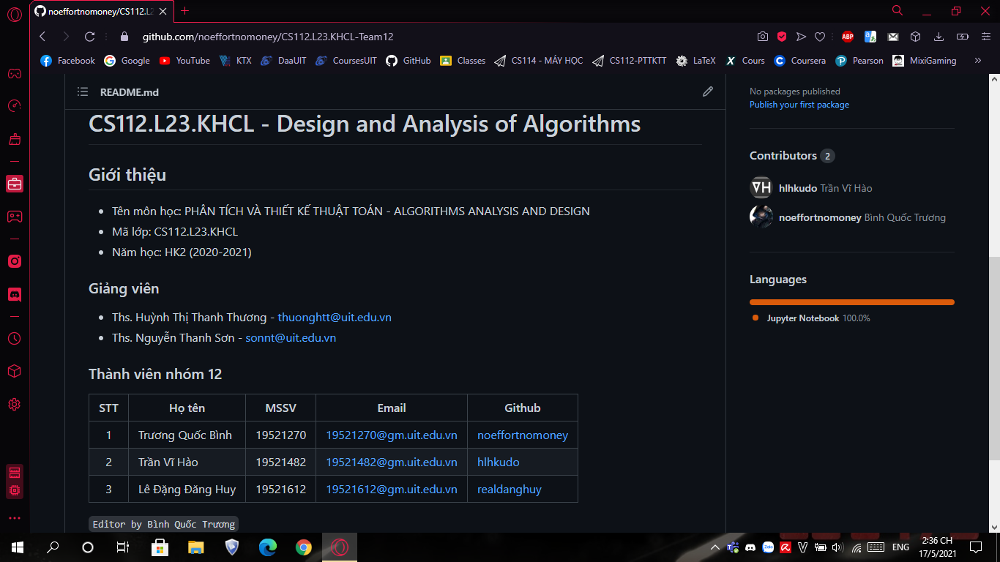 noeffortnomoney/CS112.L2
github.com/noeffortnomoney/CS112.L23.KHCL-Team12
ABP
Facebook Google YouTube KTX DaaUIT CoursesUIT GitHub Classes CS114 - MÁY HỌC CS112-PTTKTT LaTeX Cours Coursera Pearson MixiGaming
README.md
CS112.L23.KHCL - Design and Analysis of Algorithms
Giới thiệu
Tên môn học: PHÂN TÍCH VÀ THIẾT KẾ THUẬT TOÁN - ALGORITHMS ANALYSIS AND DESIGN
Mã lớp: CS112.L23.KHCL
Năm học: HK2 (2020-2021)
Giảng viên
Ths. Huỳnh Thị Thanh Thương - thuonghtt@uit.edu.vn
Ths. Nguyễn Thanh Sơn - sonnt@uit.edu.vn
Thành viên nhóm 12
STT Họ tên MSSV Email Github
1 Trương Quốc Bình 19521270 19521270@gm.uit.edu.vn noeffortnomoney
2 Trần Vĩ Hào 19521482 19521482@gm.uit.edu.vn hlhkudo
3 Lê Đặng Đăng Huy 19521612 19521612@gm.uit.edu.vn realdanghuy
Editor by Bình Quốc Trương
No packages published
Publish your first package
Contributors 2
hlhkudo Trần Vĩ Hào
noeffortnomoney Bình Quốc Trương
Languages
Jupyter Notebook 100.0%
Zalo
ENG
2:36 CH
17/5/2021